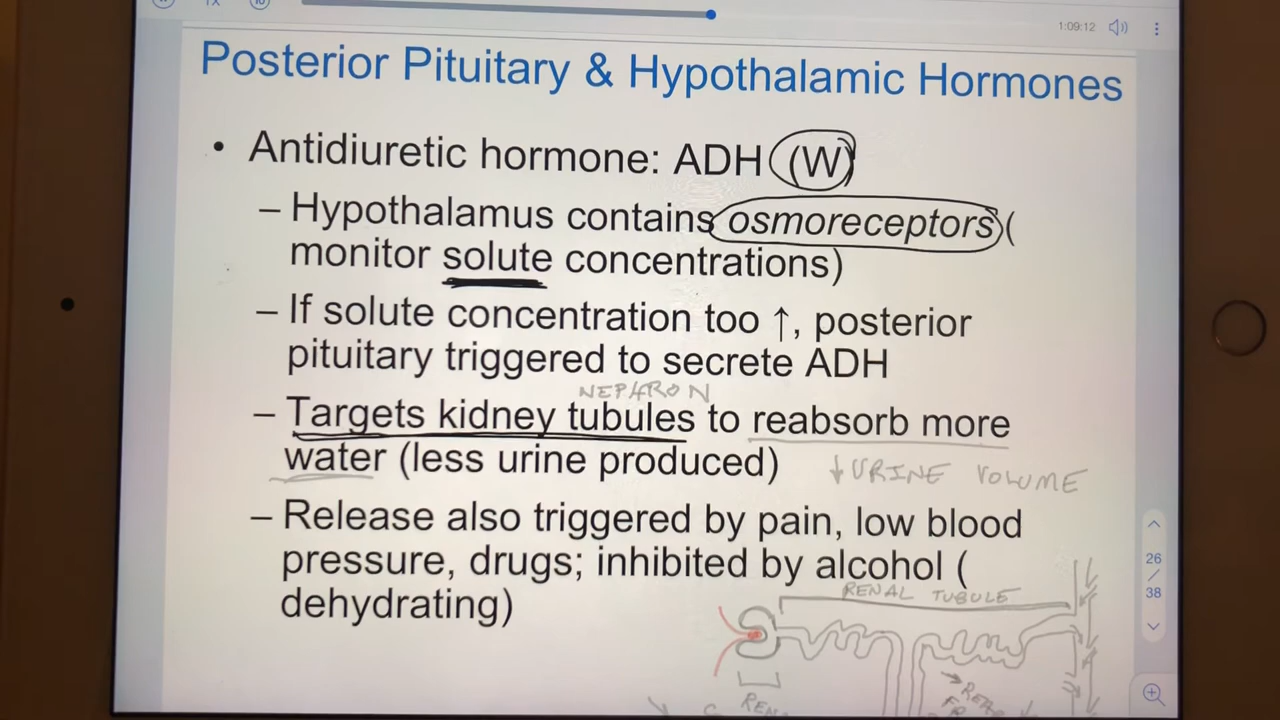 1X
10
1:09:12
Posterior Pituitary & Hypothalamic Hormones
• Antidiuretic hormone: ADH (W)
– Hypothalamus contains osmoreceptors (
monitor solute concentrations)
– If solute concentration too ↑, posterior
pituitary triggered to secrete ADH
NEPHRON
– Targets kidney tubules to reabsorb more
water (less urine produced)
↓ URINE VOLUME
– Release also triggered by pain, low blood
pressure, drugs; inhibited by alcohol (
dehydrating)
RENAL TUBULE
26
/
38